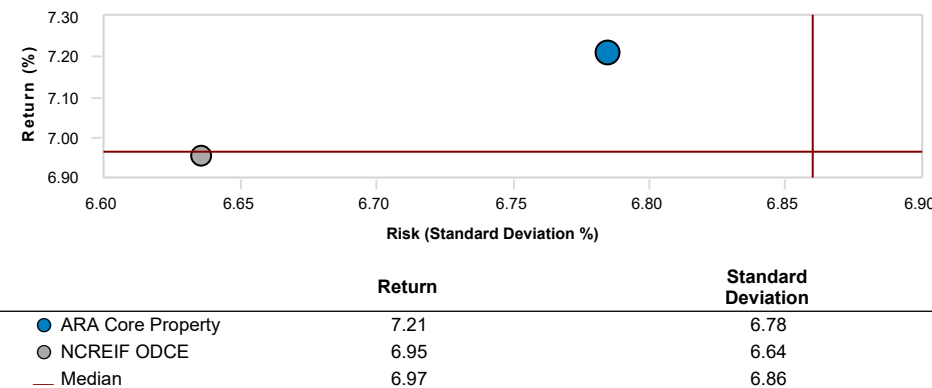 7.30
7.20
7.10
7.00
6.90
Return (%)
6.60 6.65 6.70 6.75 6.80 6.85 6.90
Risk (Standard Deviation %)
Return Standard
Deviation
ARA Core Property 7.21 6.78
NCREIF ODCE 6.95 6.64
Median 6.97 6.86